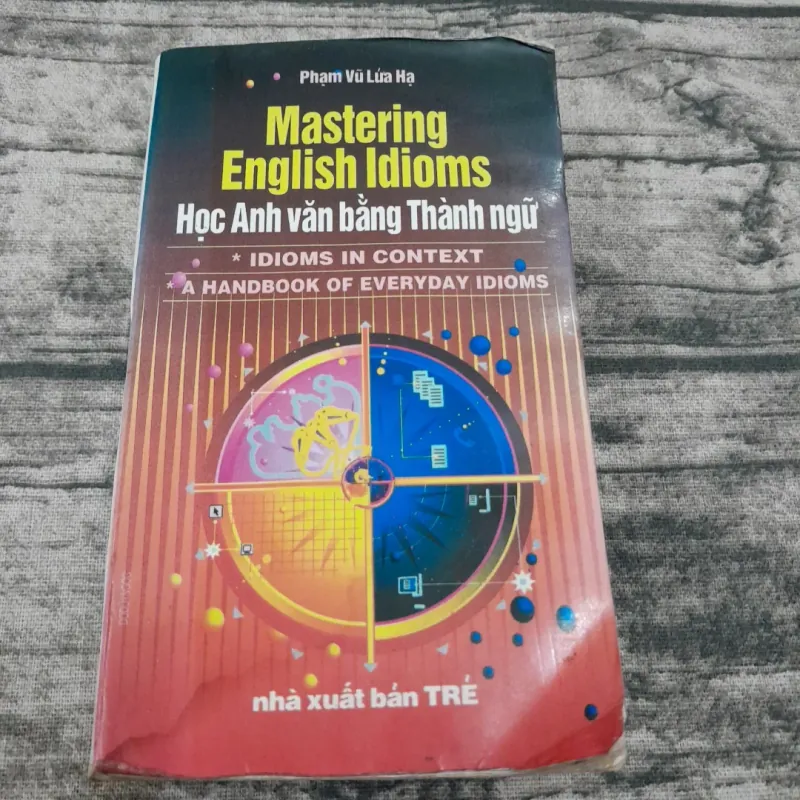 Phạm Vũ Lửa Hạ
Mastering
English Idioms
Học Anh văn bằng Thành ngữ
* IDIOMS IN CONTEXT
* A HANDBOOK OF EVERYDAY IDIOMS
nhà xuất bản TRẺ